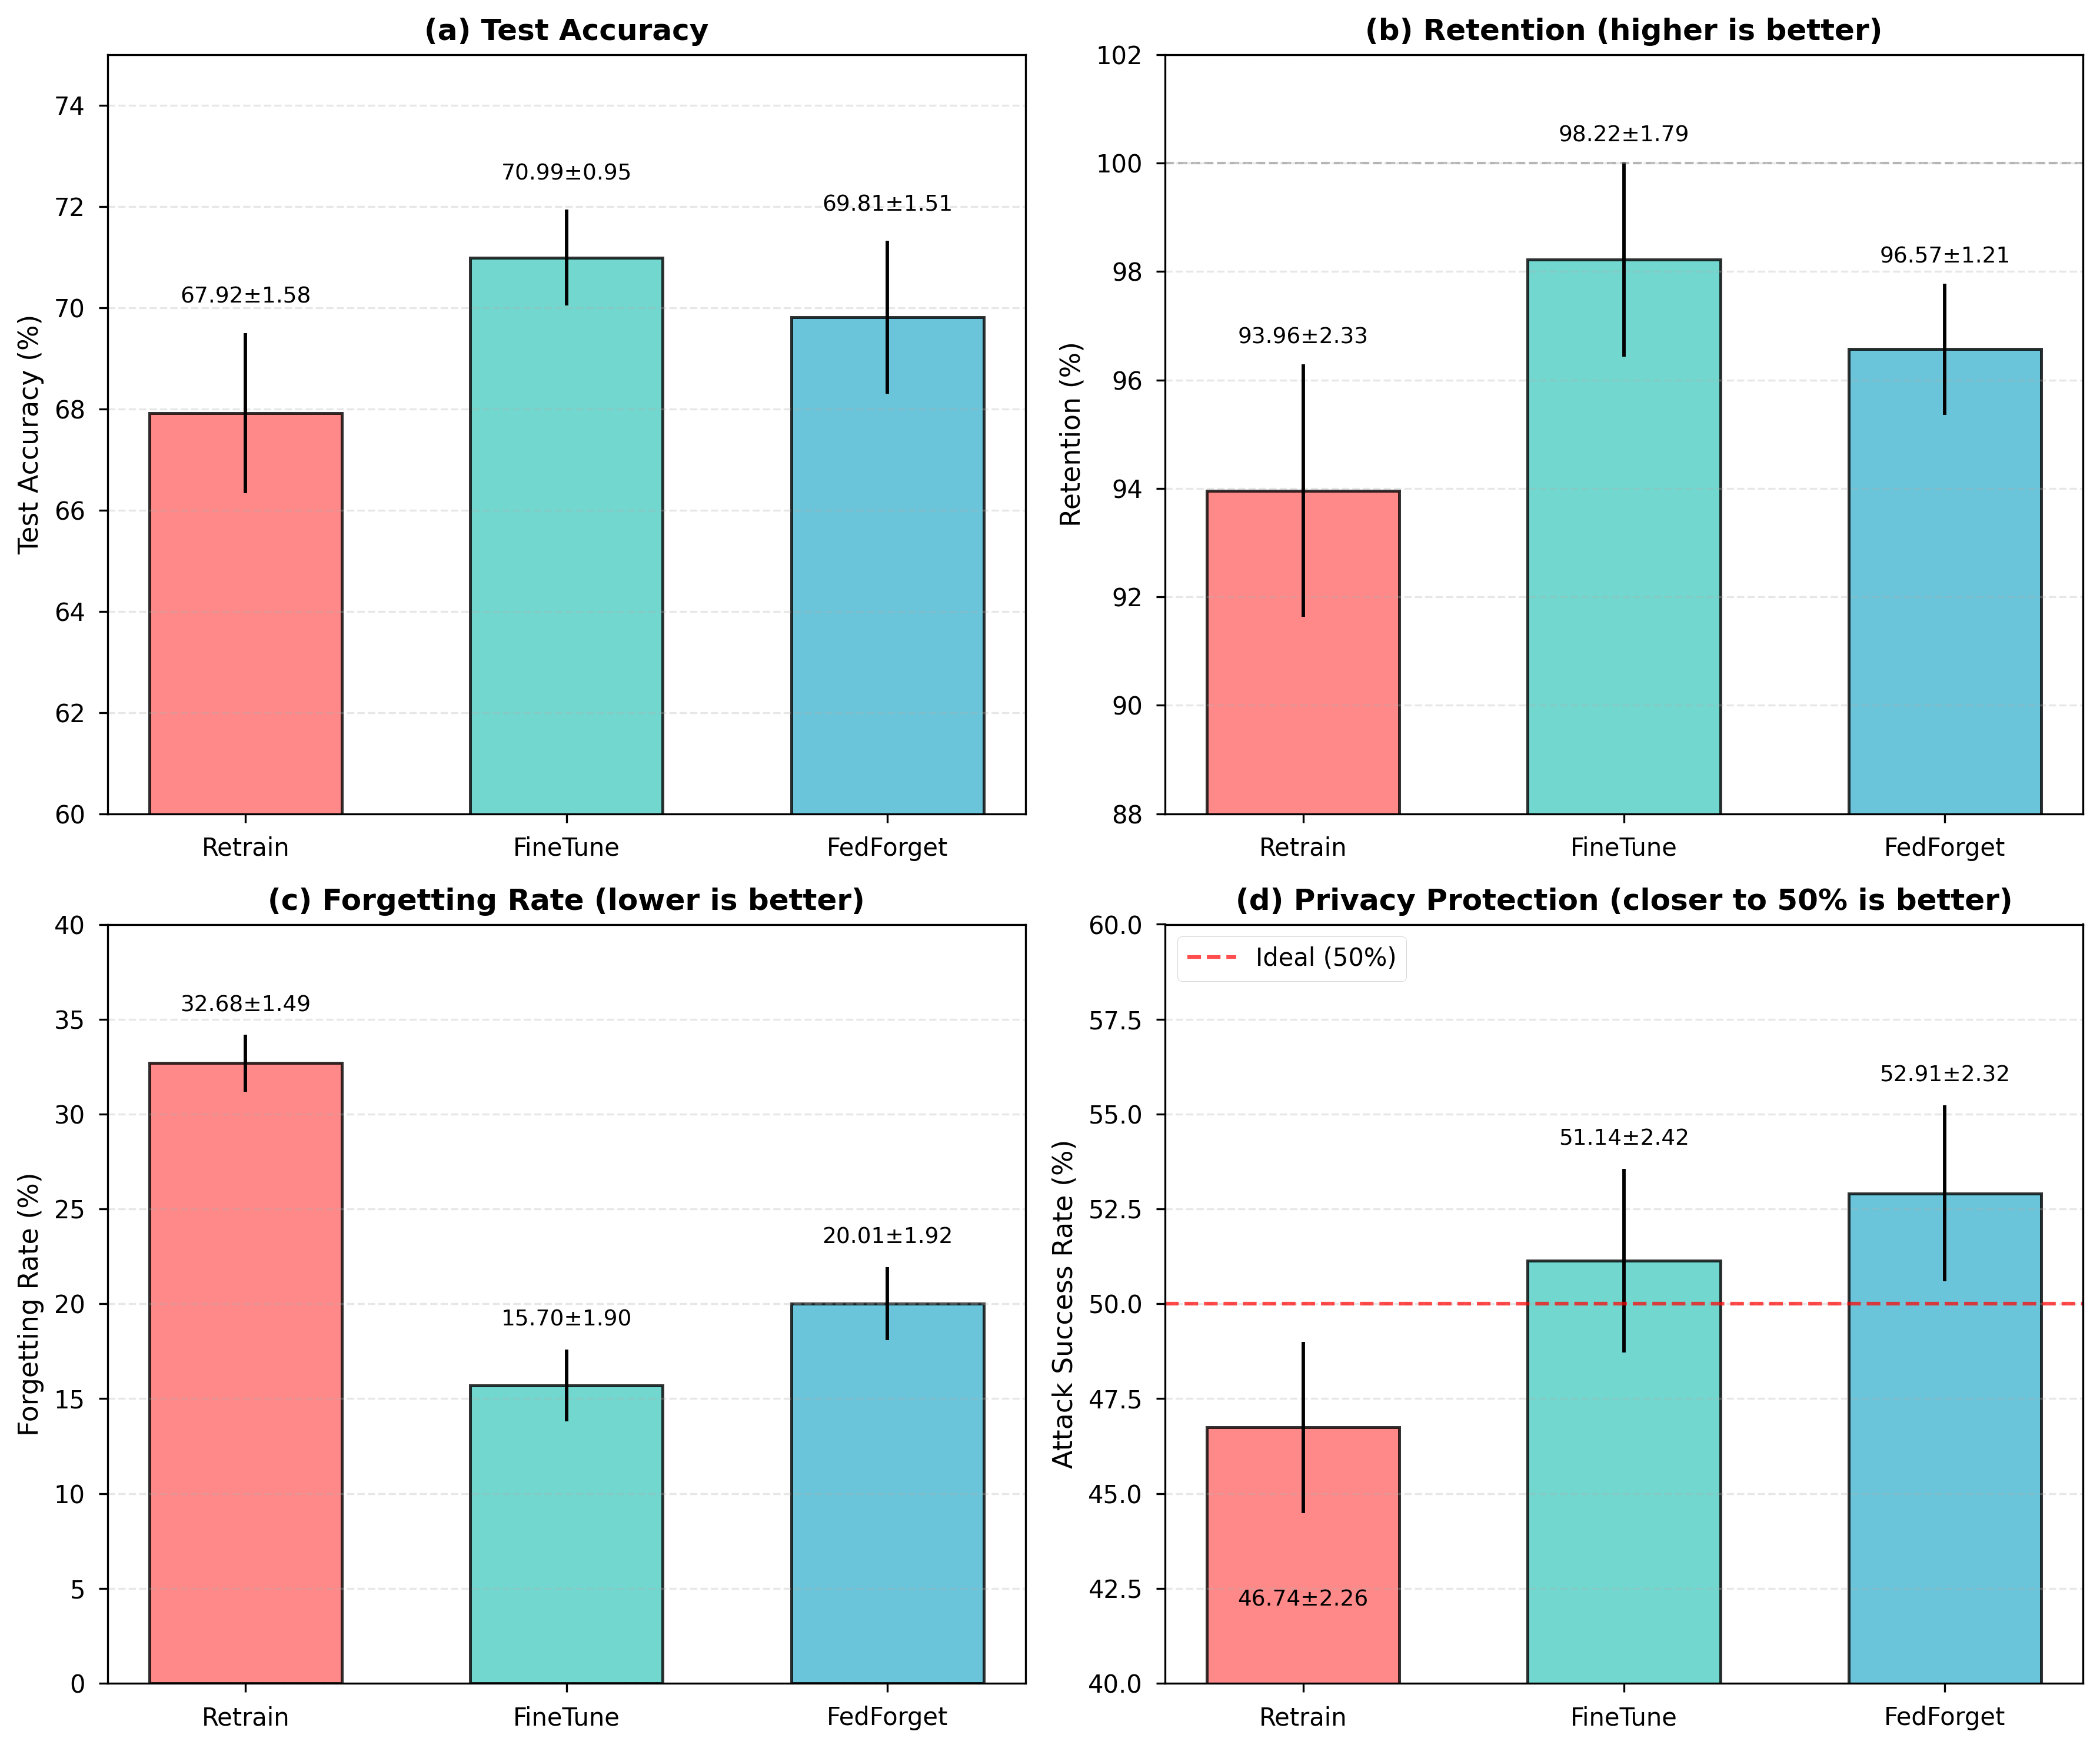 (a) Test Accuracy
Test Accuracy (%)
74
72
70
68
66
64
62
60
67.92±1.58
70.99±0.95
69.81±1.51
Retrain
FineTune
FedForget
(b) Retention (higher is better)
Retention (%)
102
100
98
96
94
92
90
88
93.96±2.33
98.22±1.79
96.57±1.21
Retrain
FineTune
FedForget
(c) Forgetting Rate (lower is better)
Forgetting Rate (%)
40
35
30
25
20
15
10
5
0
32.68±1.49
15.70±1.90
20.01±1.92
Retrain
FineTune
FedForget
(d) Privacy Protection (closer to 50% is better)
Attack Success Rate (%)
60.0
57.5
55.0
52.5
50.0
47.5
45.0
42.5
40.0
Ideal (50%)
46.74±2.26
51.14±2.42
52.91±2.32
Retrain
FineTune
FedForget